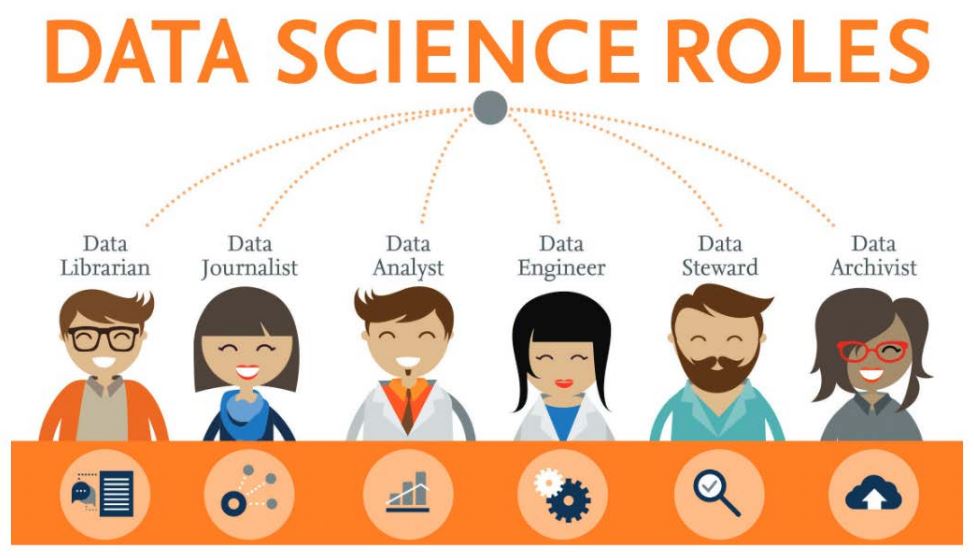 DATA SCIENCE ROLES
Data
Librarian
Data
Journalist
Data
Analyst
Data
Engineer
Data
Steward
Data
Archivist